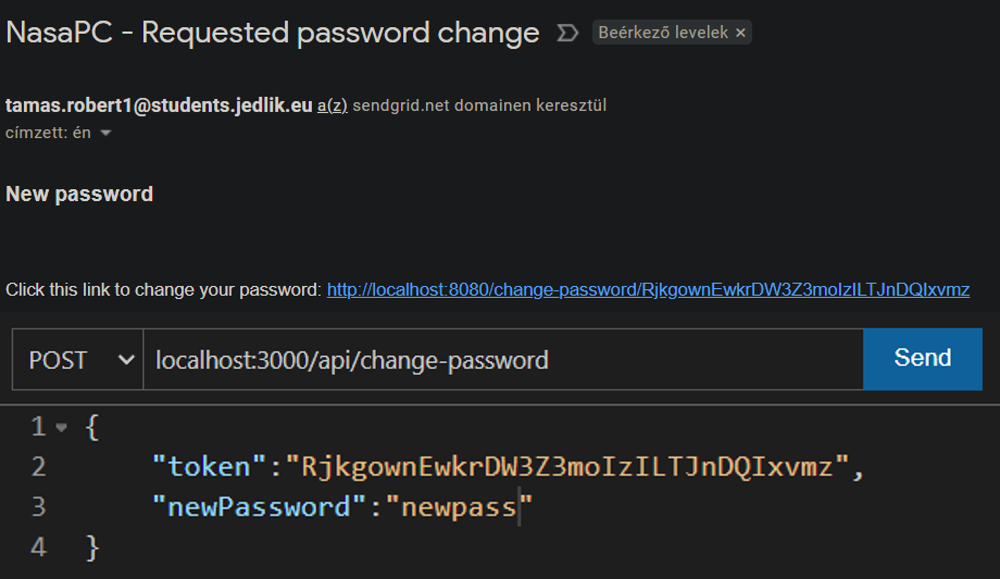 NasaPC - Requested password change Beérkező levelek ×
tamas.robert1@students.jedlik.eu a(z) sendgrid.net domainen keresztül
címzett: én
New password
Click this link to change your password: http://localhost:8080/change-password/RjkgownEwkrDW3Z3moIzILTJnDQIxvmz
POST localhost:3000/api/change-password Send
1 {
2 "token":"RjkgownEwkrDW3Z3moIzILTJnDQIxvmz",
3 "newPassword":"newpass"
4 }